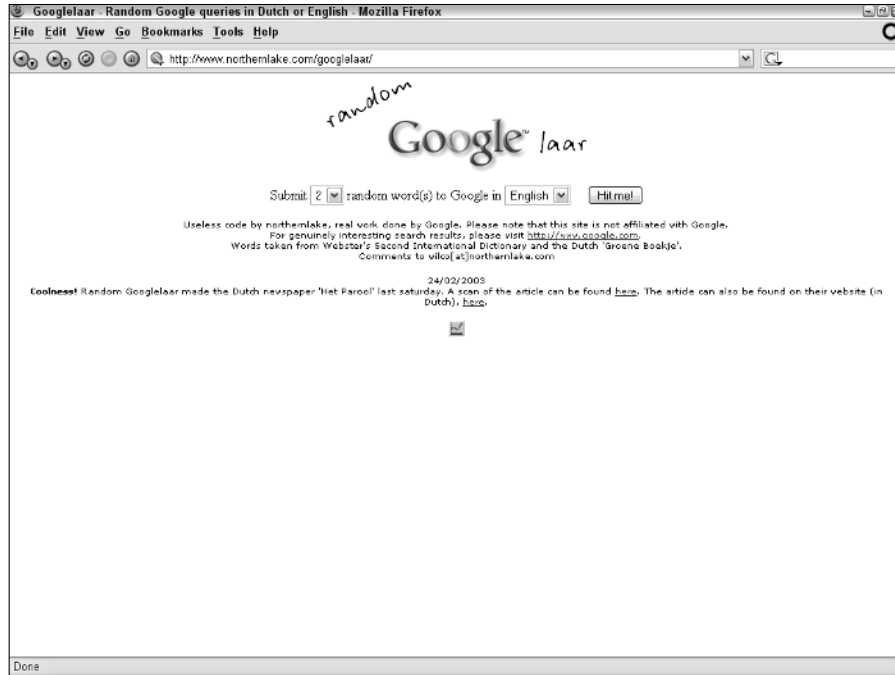 Googlelaar - Random Google queries in Dutch or English - Mozilla Firefox
File Edit View Go Bookmarks Tools Help
http://www.northernlake.com/googlelaar/
random
Google™ laar
Submit 2 random word(s) to Google in English Hit me!
Useless code by northernlake, real work done by Google. Please note that this site is not affiliated with Google.
For genuinely interesting search results, please visit http://www.google.com.
Words taken from Webster's Second International Dictionary and the Dutch 'Groene Boekje'.
Comments to vilco[at]northernlake.com
24/02/2003
Coolness! Random Googlelaar made the Dutch newspaper 'Het Parool' last saturday. A scan of the article can be found here. The article can also be found on their website (in
Dutch), here.
Done